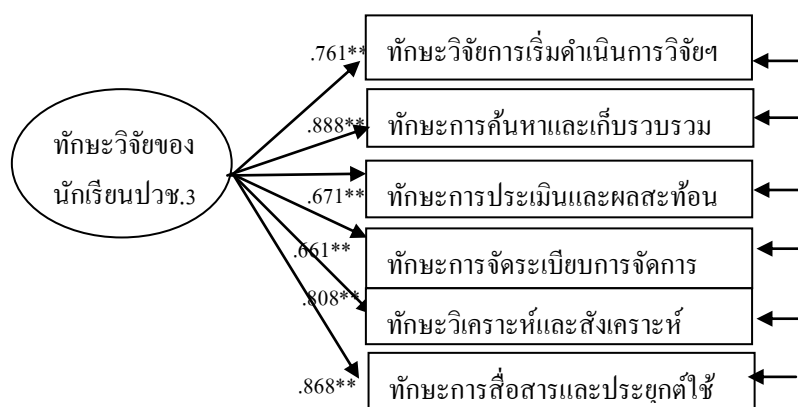 .761**
ทักษะวิจัยการเริ่มดำเนินการวิจัยฯ
.888**
ทักษะการค้นหาและเก็บรวบรวม
ทักษะวิจัยของ
นักเรียนปวช.3
.671**
ทักษะการประเมินและผลสะท้อน
.661**
ทักษะการจัดระเบียบการจัดการ
.808**
ทักษะวิเคราะห์และสังเคราะห์
.868**
ทักษะการสื่อสารและประยุกต์ใช้